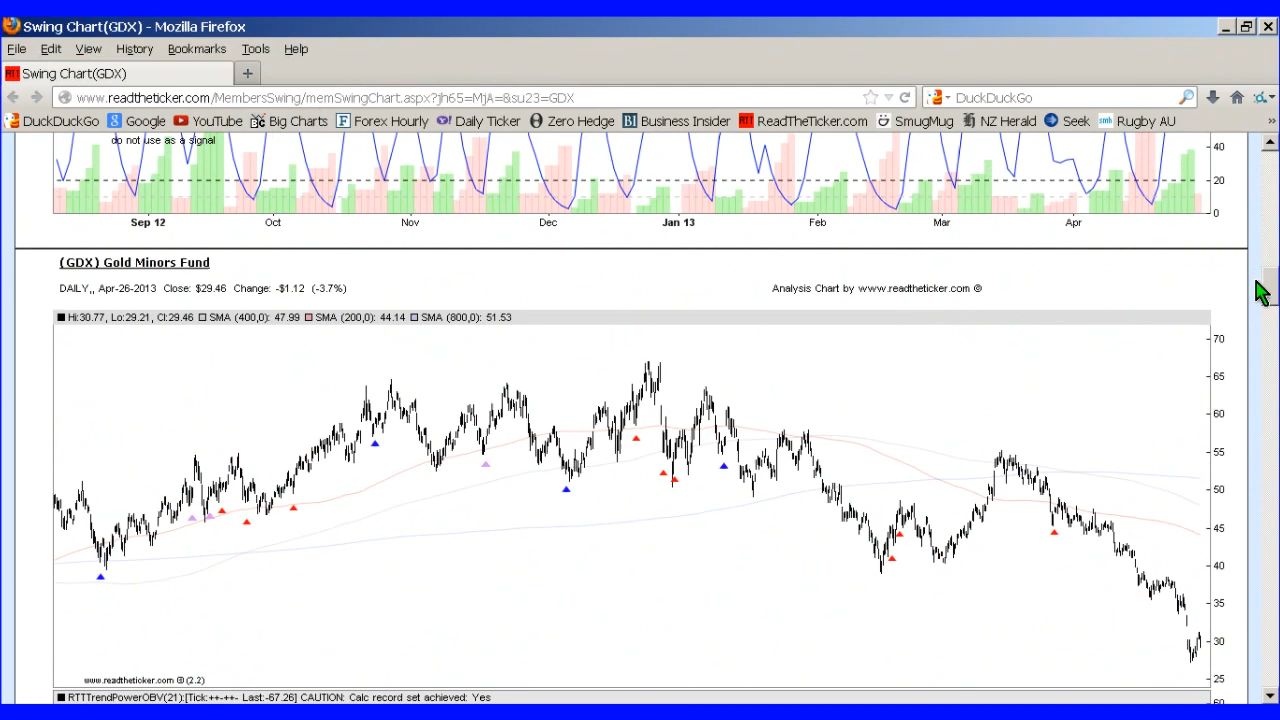 Swing Chart(GDX) - Mozilla Firefox
File Edit View History Bookmarks Tools Help
RTT Swing Chart(GDX) +
www.readtheticker.com/MembersSwing/memSwingChart.aspx?jh65=MjA=&su23=GDX DuckDuckGo
DuckDuckGo Google YouTube Big Charts Forex Hourly Daily Ticker Zero Hedge Business Insider ReadTheTicker.com SmugMug NZ Herald Seek Rugby AU »
do not use as a signal
40
20
0
Sep 12 Oct Nov Dec Jan 13 Feb Mar Apr
(GDX) Gold Minors Fund
DAILY,, Apr-26-2013 Close: $29.46 Change: -$1.12 (-3.7%) Analysis Chart by www.readtheticker.com ©
Hi:30.77, Lo:29.21, Cl:29.46 SMA (400,0): 47.99 SMA (200,0): 44.14 SMA (800,0): 51.53
70
65
60
55
50
45
40
35
30
25
www.readtheticker.com ® (2.2)
RTTTrendPowerOBV(21):[Tick:++-++- Last:-67.26] CAUTION: Calc record set achieved: Yes
60